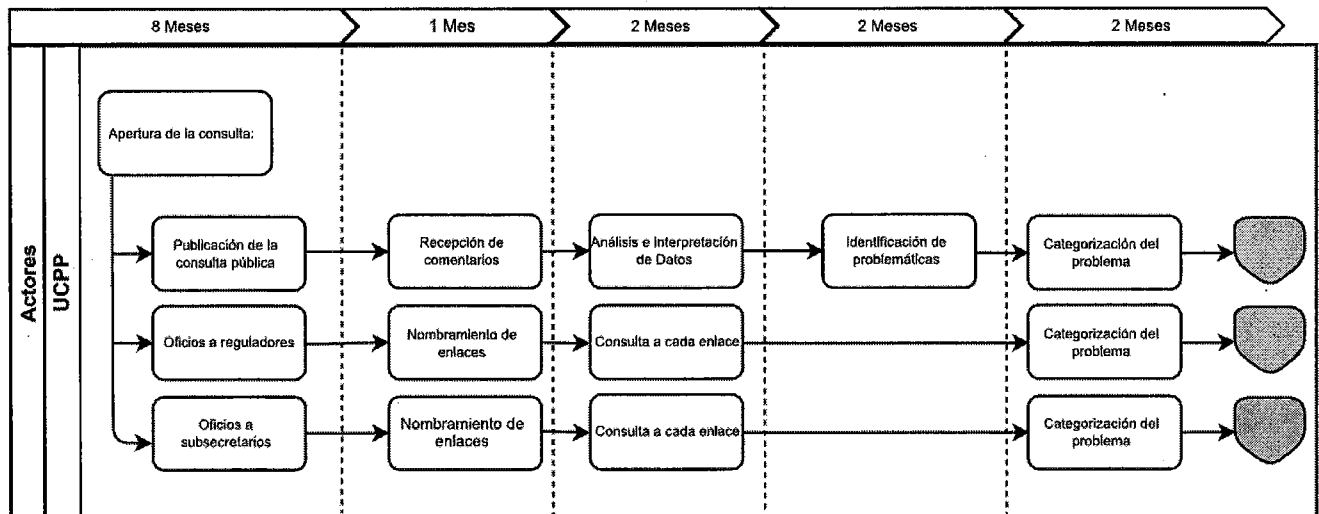 8 Meses
1 Mes
2 Meses
2 Meses
2 Meses
Actores
UCPP
Apertura de la consulta:
Publicación de la
consulta pública
Recepción de
comentarios
Análisis e Interpretación
de Datos
Identificación de
problemáticas
Categorización del
problema
Oficios a reguladores
Nombramiento de
enlaces
Consulta a cada enlace
Categorización del
problema
Oficios a
subsecretarios
Nombramiento de
enlaces
Consulta a cada enlace
Categorización del
problema